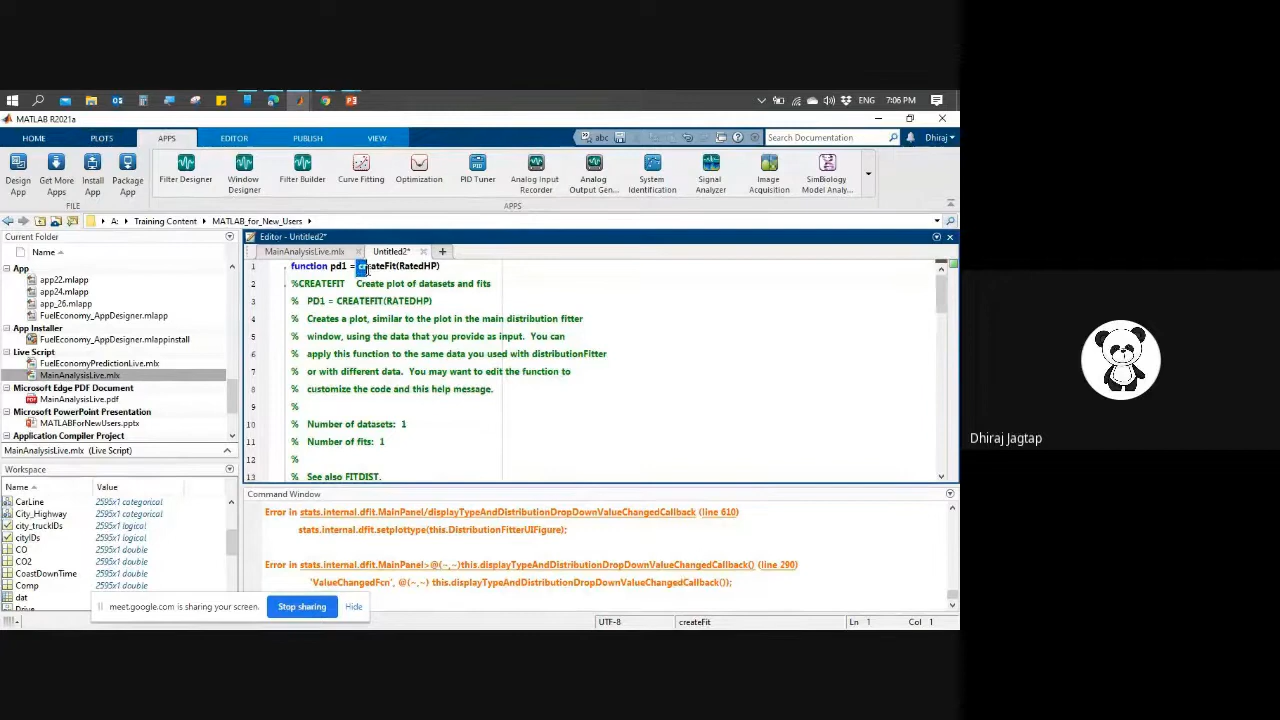 ENG 7:06 PM
MATLAB R2021a
HOME PLOTS APPS EDITOR PUBLISH VIEW
abc Search Documentation Dhiraj
Design App
Get More Apps
Install App
Package App
Filter Designer
Window Designer
Filter Builder
Curve Fitting
Optimization
PID Tuner
Analog Input Recorder
Analog Output Gen...
System Identification
Signal Analyzer
Image Acquisition
SimBiology Model Analy...
FILE APPS
A: Training Content MATLAB_for_New_Users
Current Folder
Name
App
app22.mlapp
app24.mlapp
app_26.mlapp
FuelEconomy_AppDesigner.mlapp
App Installer
FuelEconomy_AppDesigner.mlappinstall
Live Script
FuelEconomyPredictionLive.mlx
MainAnalysisLive.mlx
Microsoft Edge PDF Document
MainAnalysisLive.pdf
Microsoft PowerPoint Presentation
MATLABForNewUsers.pptx
Application Compiler Project
MainAnalysisLive.mlx (Live Script)
Workspace
Name Value
CarLine 2595x1 categorical
City_Highway 2595x1 categorical
city_truckIDs 2595x1 logical
cityIDs 2595x1 logical
CO 2595x1 double
CO2 2595x1 double
CoastDownTime 2595x1 double
Comp 2595x1 double
dat 2595x1 double
Drive
Editor - Untitled2*
MainAnalysisLive.mlx Untitled2*
1 function pd1 = createFit(RatedHP)
2 %CREATEFIT Create plot of datasets and fits
3 % PD1 = CREATEFIT(RATEDHP)
4 % Creates a plot, similar to the plot in the main distribution fitter
5 % window, using the data that you provide as input. You can
6 % apply this function to the same data you used with distributionFitter
7 % or with different data. You may want to edit the function to
8 % customize the code and this help message.
9 %
10 % Number of datasets: 1
11 % Number of fits: 1
12 %
13 % See also FITDIST.
Command Window
Error in stats.internal.dfit.MainPanel/displayTypeAndDistributionDropDownValueChangedCallback (line 610)
stats.internal.dfit.setplottype(this.DistributionFitterUIFigure);
Error in stats.internal.dfit.MainPanel>@(~,~)this.displayTypeAndDistributionDropDownValueChangedCallback() (line 290)
'ValueChangedFcn', @(~,~) this.displayTypeAndDistributionDropDownValueChangedCallback());
meet.google.com is sharing your screen. Stop sharing Hide
UTF-8 createFit Ln 1 Col 1
Dhiraj Jagtap